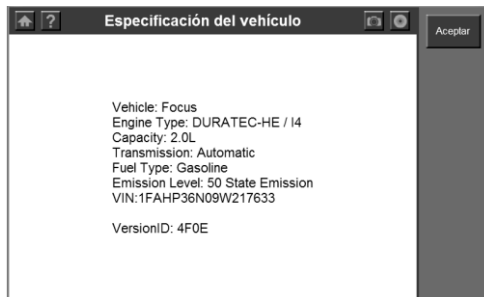 ? Especificación del vehículo
Aceptar
Vehicle: Focus
Engine Type: DURATEC-HE / I4
Capacity: 2.0L
Transmission: Automatic
Fuel Type: Gasoline
Emission Level: 50 State Emission
VIN:1FAHP36N09W217633
VersionID: 4F0E